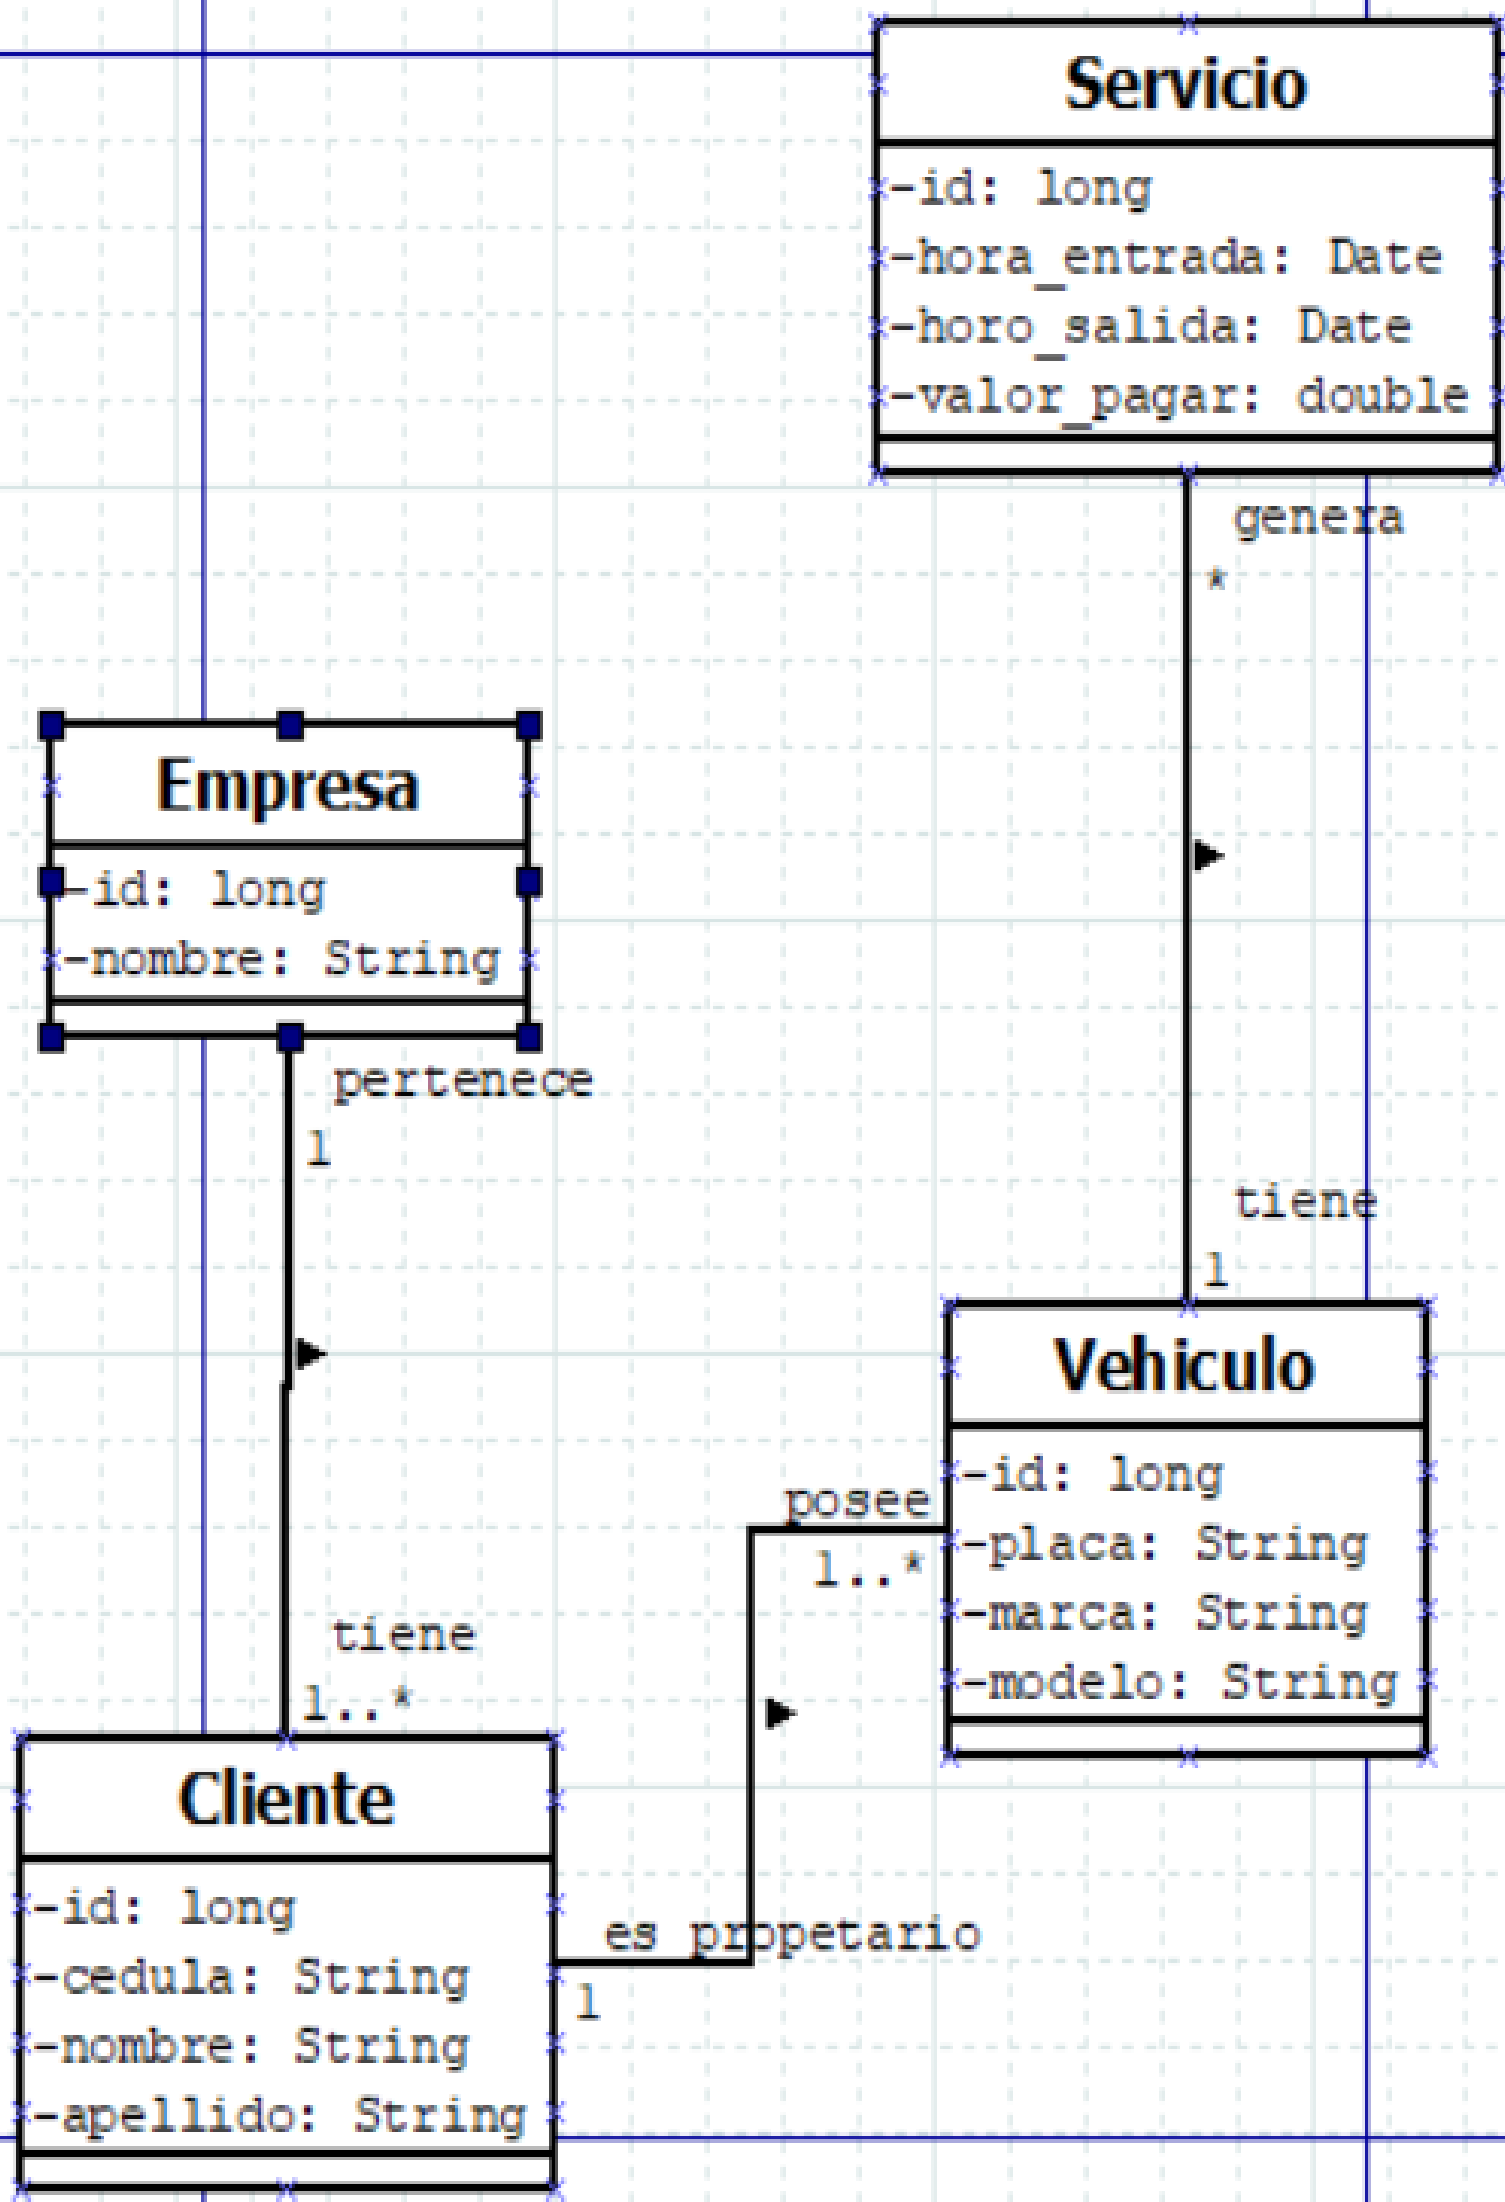 Servicio
-id: long
-hora_entrada: Date
-horo_salida: Date
-valor_pagar: double
genera
*
Empresa
-id: long
-nombre: String
pertenece
1
tiene
1
Vehiculo
-id: long
-placa: String
-marca: String
-modelo: String
posee
1..*
tiene
1..*
Cliente
-id: long
-cedula: String
-nombre: String
-apellido: String
es propetario
1